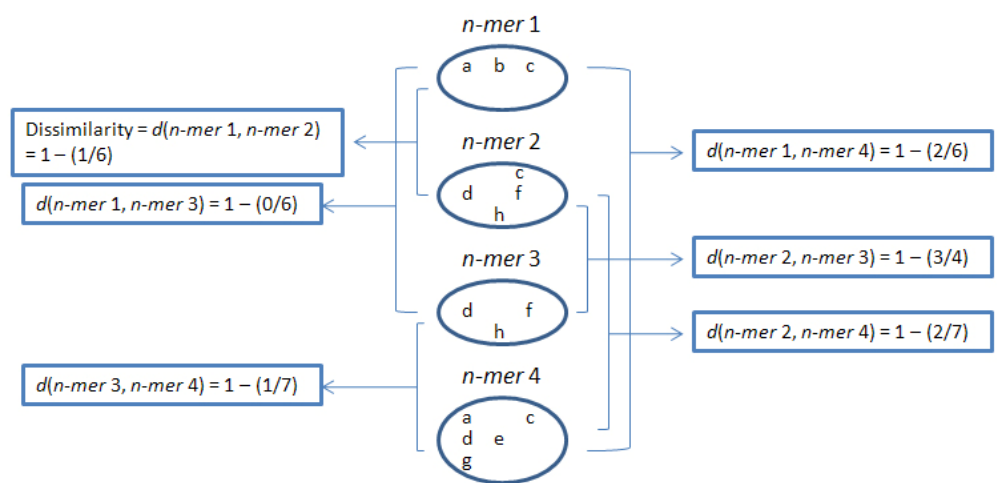 n-mer 1
a b c
Dissimilarity = d(n-mer 1, n-mer 2)
= 1 – (1/6)
n-mer 2
c
d f
h
d(n-mer 1, n-mer 4) = 1 – (2/6)
d(n-mer 1, n-mer 3) = 1 – (0/6)
n-mer 3
d f
h
d(n-mer 2, n-mer 3) = 1 – (3/4)
d(n-mer 2, n-mer 4) = 1 – (2/7)
n-mer 4
a c
d e
g
d(n-mer 3, n-mer 4) = 1 – (1/7)